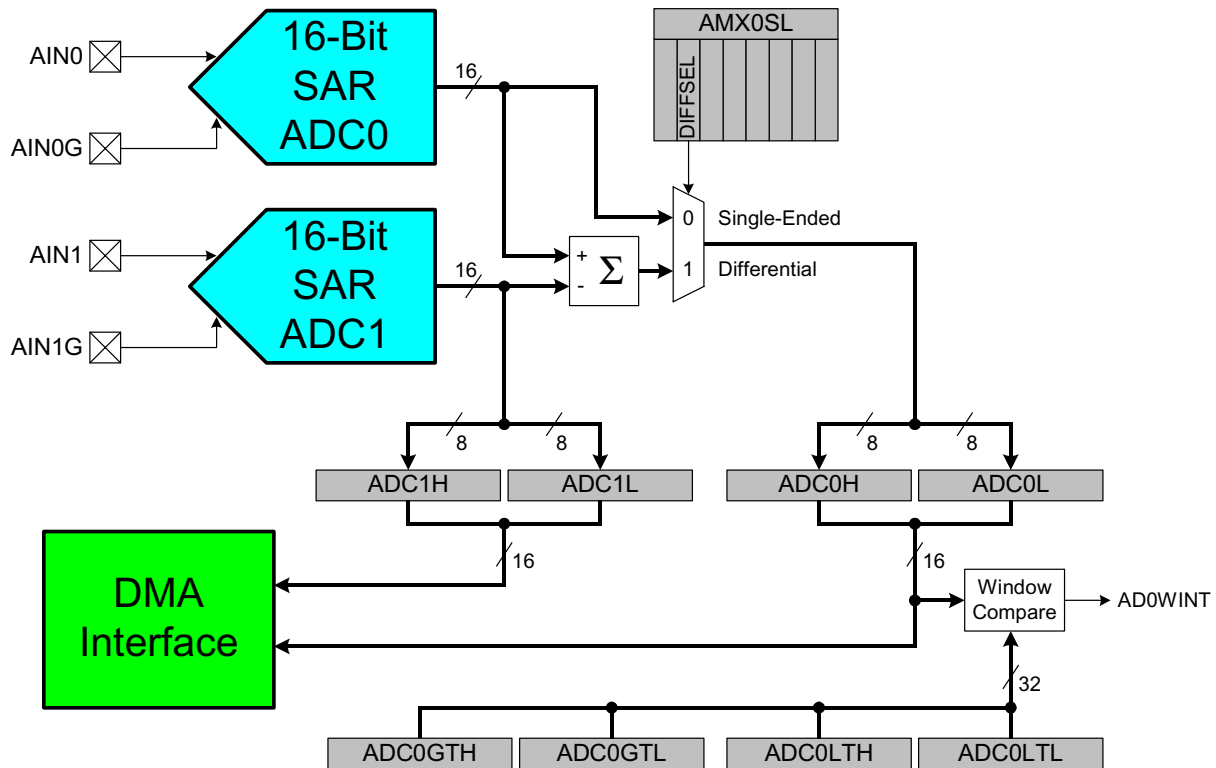 AIN0
AIN0G
16-Bit
SAR
ADC0
16
AMX0SL
DIFFSEL
AIN1
AIN1G
16-Bit
SAR
ADC1
16
+
-
Σ
0
1
Single-Ended
Differential
8
8
8
8
ADC1H
ADC1L
ADC0H
ADC0L
16
16
DMA
Interface
Window
Compare
AD0WINT
32
ADC0GTH
ADC0GTL
ADC0LTH
ADC0LTL